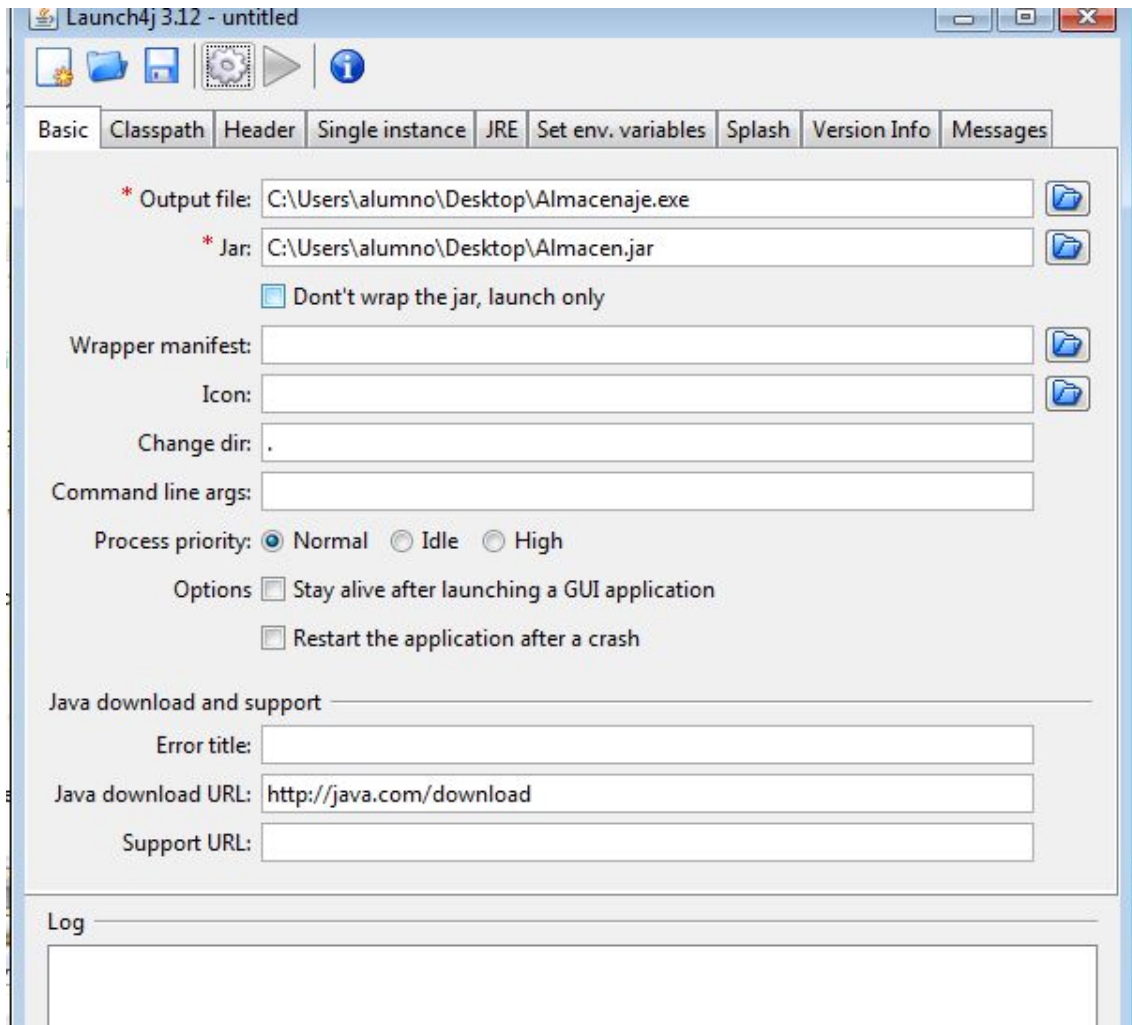 Launch4j 3.12 - untitled
Basic Classpath Header Single instance JRE Set env. variables Splash Version Info Messages
* Output file: C:\Users\alumno\Desktop\Almacenaje.exe
* Jar: C:\Users\alumno\Desktop\Almacen.jar
Dont't wrap the jar, launch only
Wrapper manifest:
Icon:
Change dir: .
Command line args:
Process priority: Normal Idle High
Options Stay alive after launching a GUI application
Restart the application after a crash
Java download and support
Error title:
Java download URL: http://java.com/download
Support URL:
Log